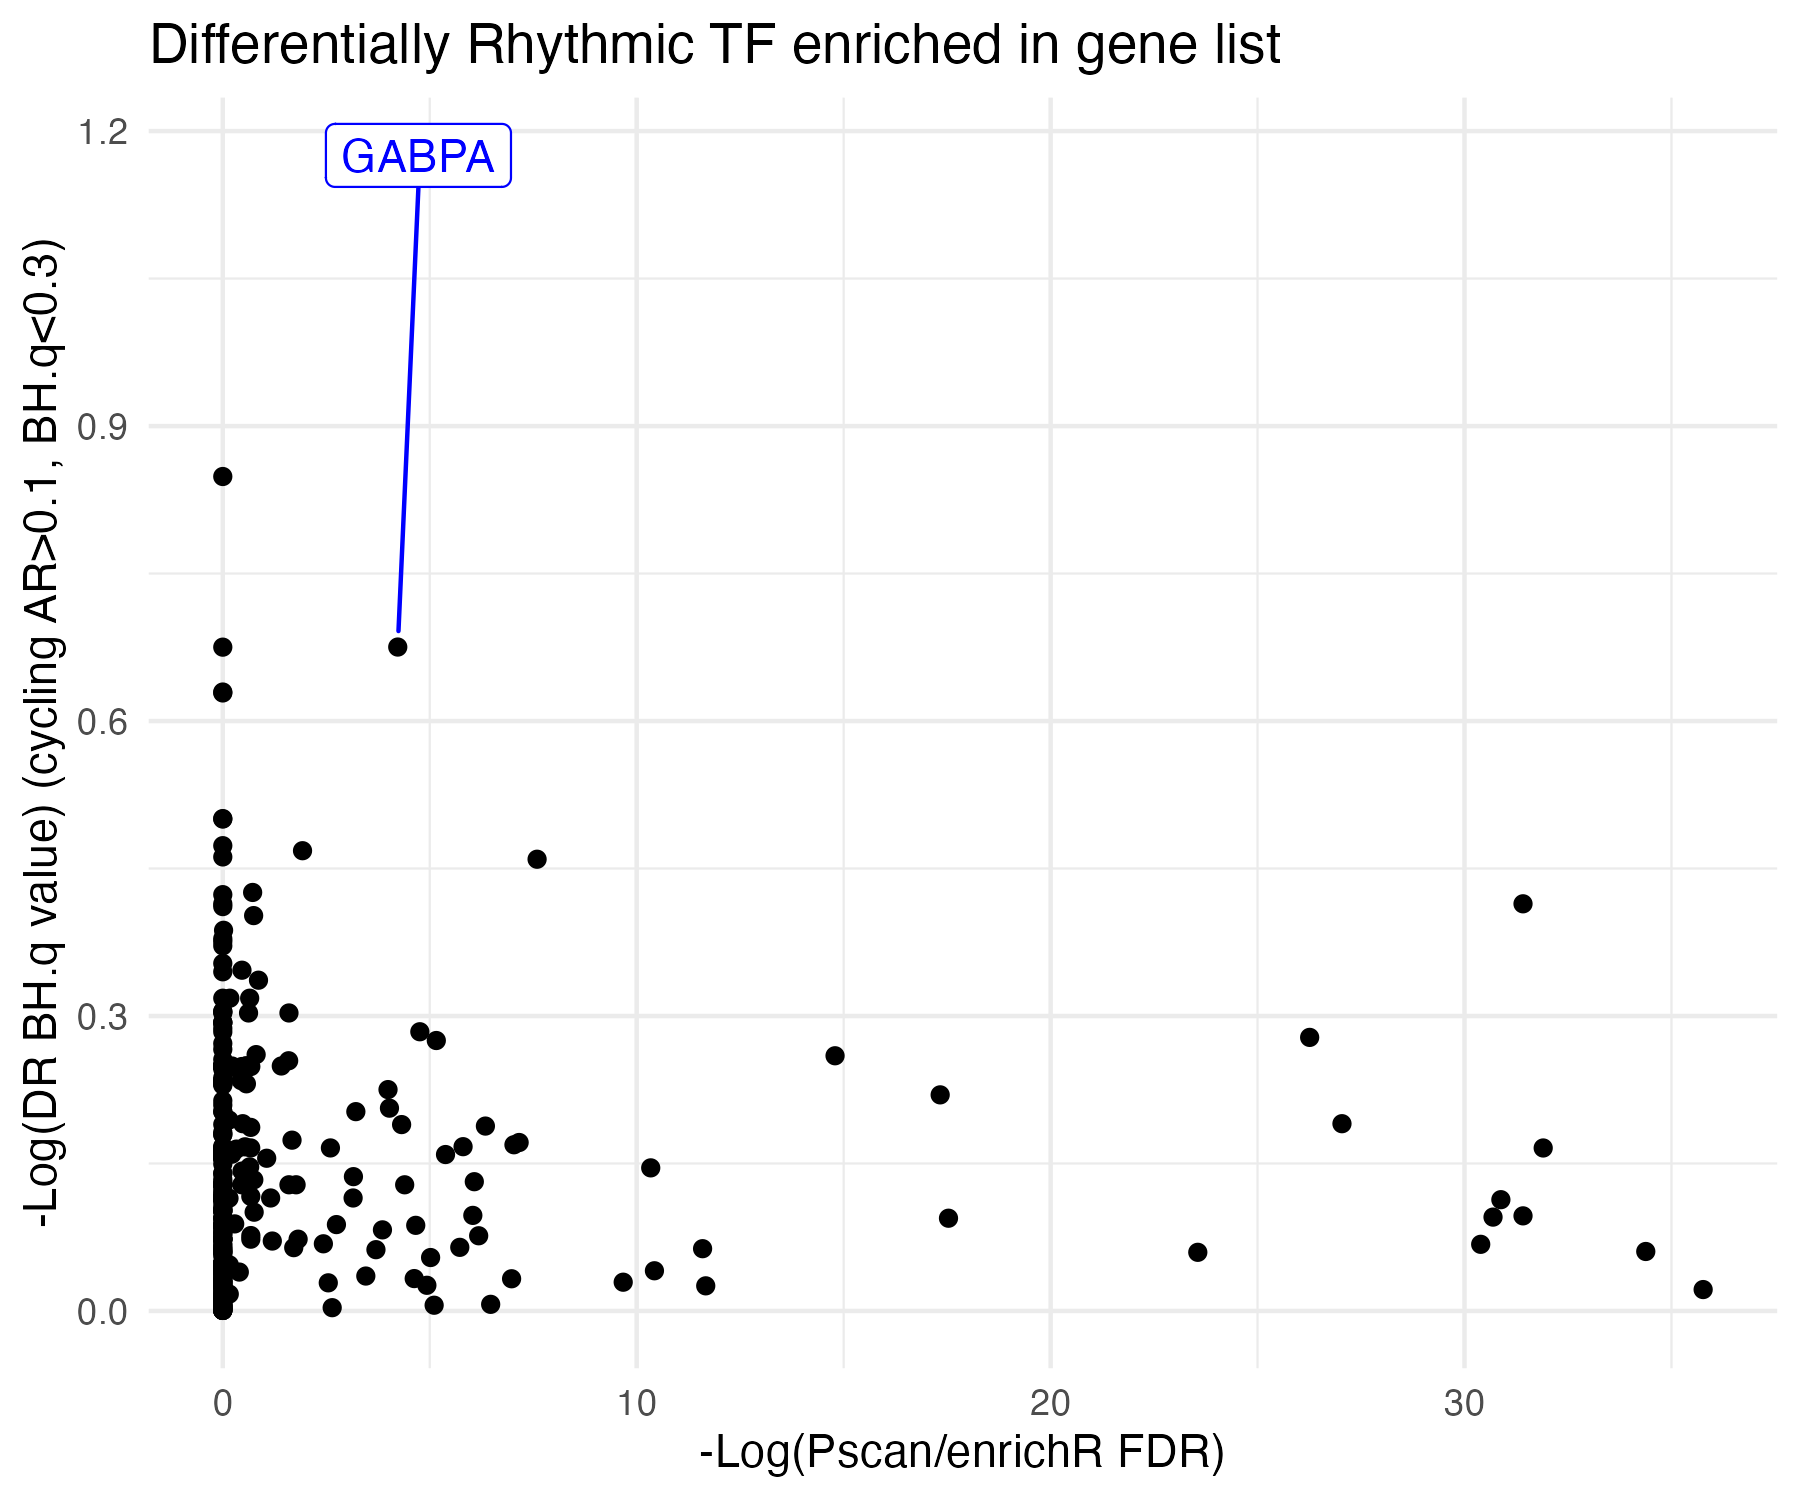 Differentially Rhythmic TF enriched in gene list
-Log(DR BH.q value) (cycling AR>0.1, BH.q<0.3)
1.2
0.9
0.6
0.3
0.0
GABPA
0
10
20
30
-Log(Pscan/enrichR FDR)